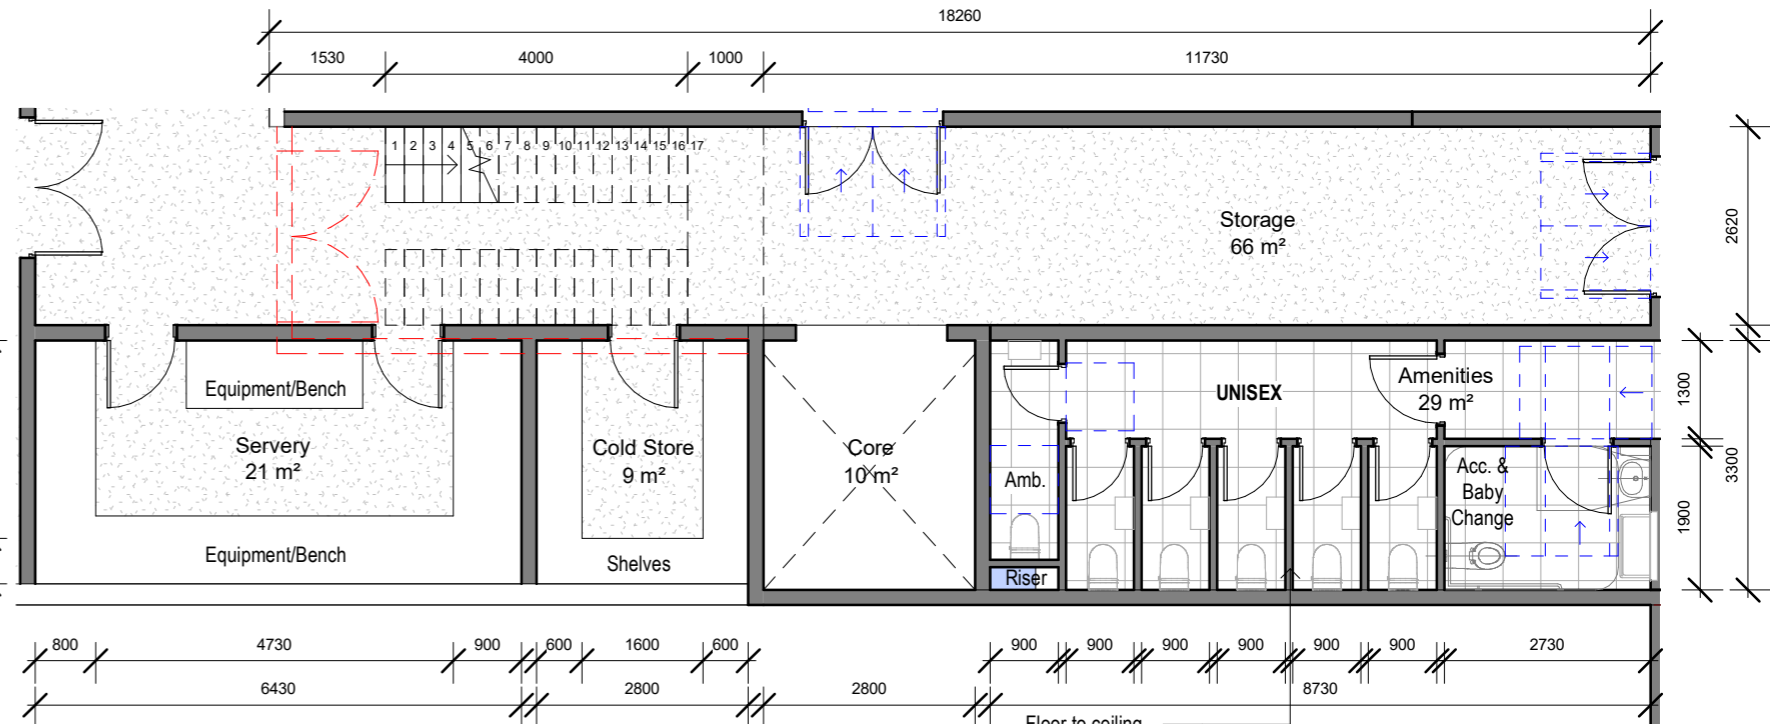 18260
1530
4000
1000
11730
1 2 3 4 5 6 7 8 9 10 11 12 13 14 15 16 17
Storage
66 m²
2620
Equipment/Bench
Servery
21 m²
Equipment/Bench
Cold Store
9 m²
Shelves
Core
10 m²
Amb.
Riser
UNISEX
Amenities
29 m²
Acc. &
Baby
Change
1300
1900
3300
800
4730
900
600
1600
600
900
900
900
900
900
900
2730
6430
2800
2800
8730
Floor to ceiling